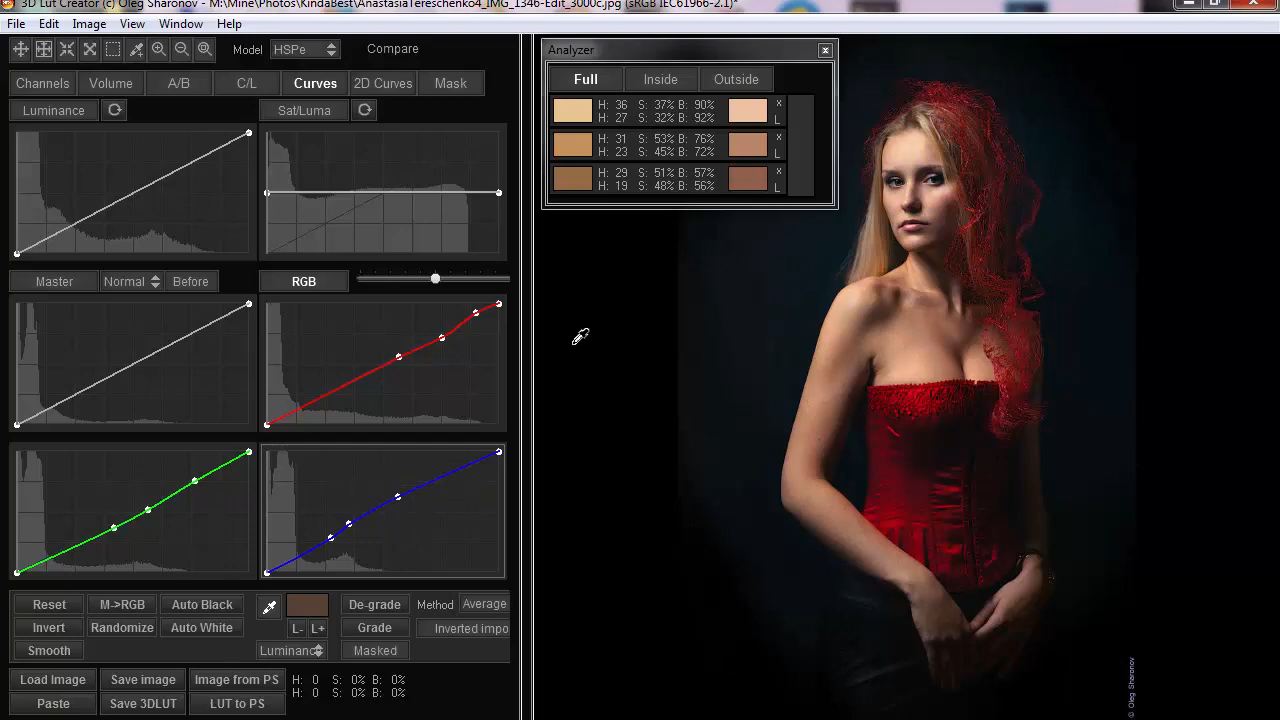 3D Lut Creator (c) Oleg Sharonov - M:\Mine\Photos\KindaBest\AnastasiaTereschenko4_IMG_1346-Edit_3000c.jpg (sRGB IEC61966-2.1)*
File Edit Image View Window Help
Model HSPe Compare
Channels Volume A/B C/L Curves 2D Curves Mask
Luminance Sat/Luma
Master Normal Before RGB
Reset M->RGB Auto Black De-grade Method Average
Invert Randomize Auto White L- L+ Grade Inverted impo
Smooth Luminanc Masked
Load Image Save image Image from PS H: 0 S: 0% B: 0%
Paste Save 3DLUT LUT to PS H: 0 S: 0% B: 0%
Analyzer
Full Inside Outside
H: 36 S: 37% B: 90% x
H: 27 S: 32% B: 92% L
H: 31 S: 53% B: 76% x
H: 23 S: 45% B: 72% L
H: 29 S: 51% B: 57% x
H: 19 S: 48% B: 56% L
© Oleg Sharonov